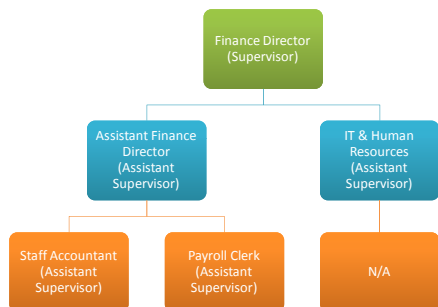 Finance Director
(Supervisor)
Assistant Finance
Director
(Assistant
Supervisor)
IT & Human
Resources
(Assistant
Supervisor)
Staff Accountant
(Assistant
Supervisor)
Payroll Clerk
(Assistant
Supervisor)
N/A